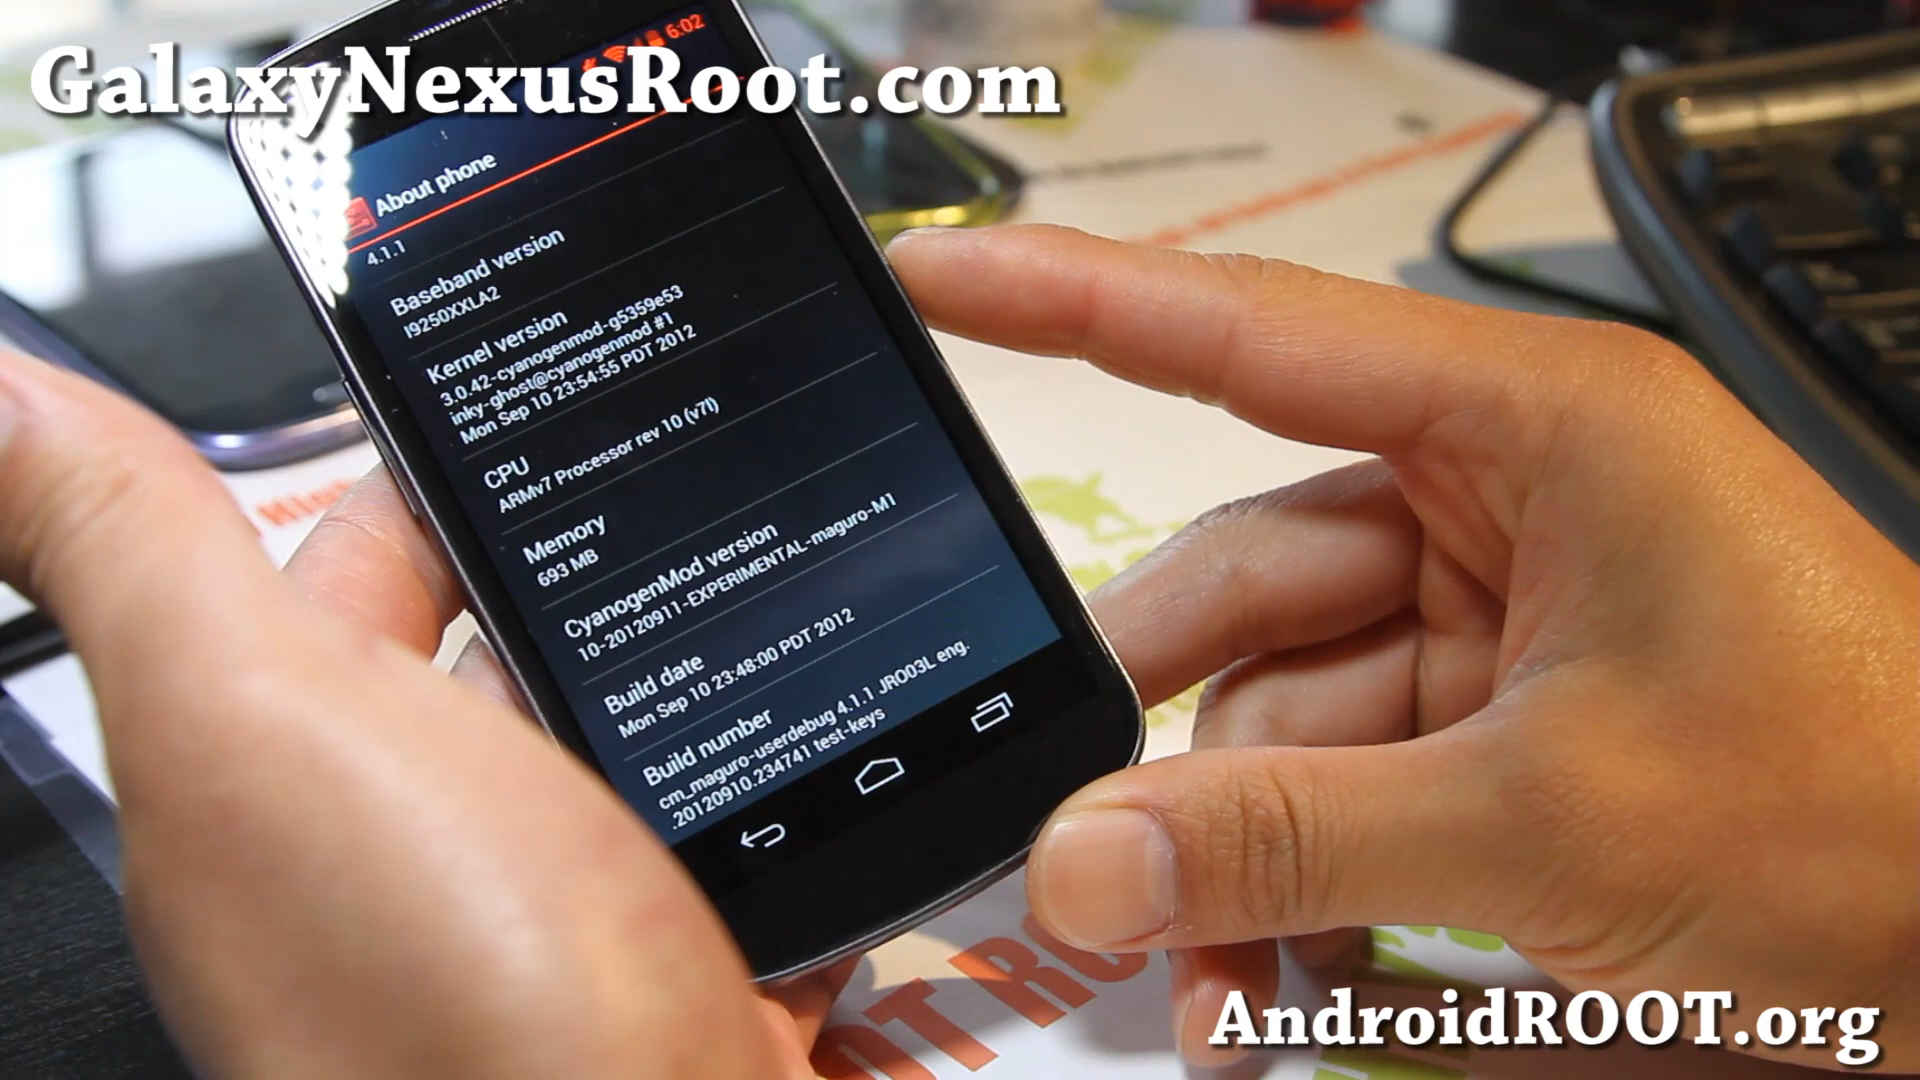 GalaxyNexusRoot.com
6:02
About phone
4.1.1
Baseband version
I9250XXLA2
Kernel version
3.0.42-cyanogenmod-g5359e53
inky-ghost@cyanogenmod #1
Mon Sep 10 23:54:55 PDT 2012
CPU
ARMv7 Processor rev 10 (v7l)
Memory
693 MB
CyanogenMod version
10-20120911-EXPERIMENTAL-maguro-M1
Build date
Mon Sep 10 23:48:00 PDT 2012
Build number
cm_maguro-userdebug 4.1.1 JRO03L eng.
.20120910.234741 test-keys
AndroidROOT.org